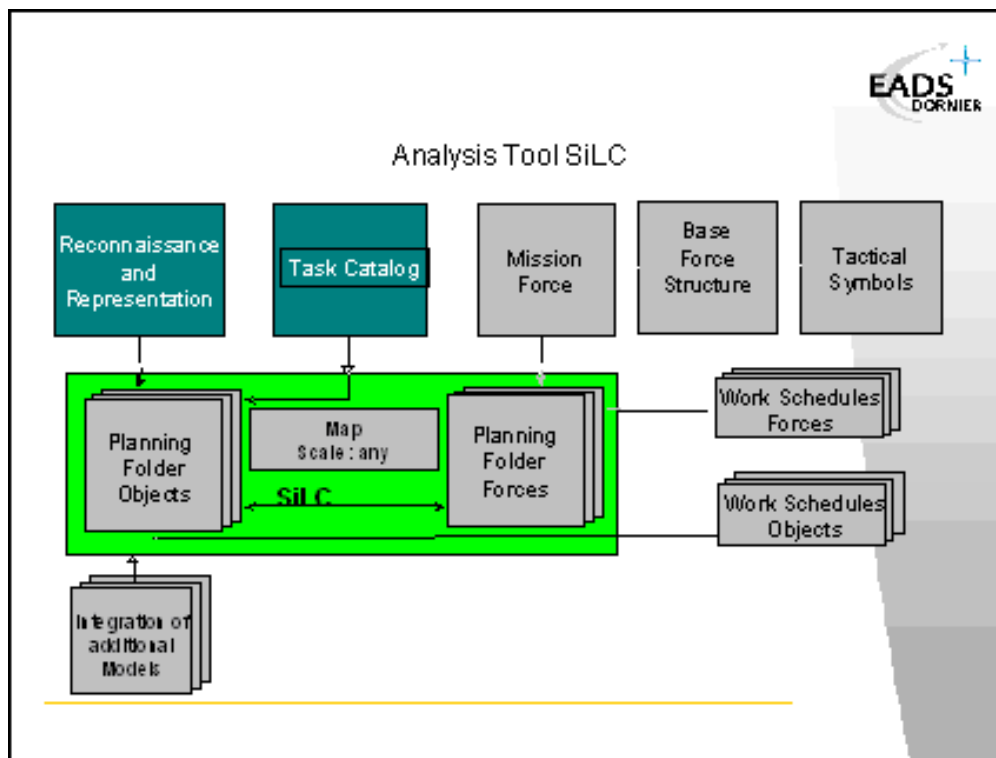 EADS
DORNIER
Analysis Tool SiLC
Reconnaissance
and
Representation
Task Catalog
Mission
Force
Base
Force
Structure
Tactical
Symbols
Planning
Folder
Objects
Map
Scale : any
SiLC
Planning
Folder
Forces
Work Schedules
Forces
Work Schedules
Objects
Integration of
additional
Models